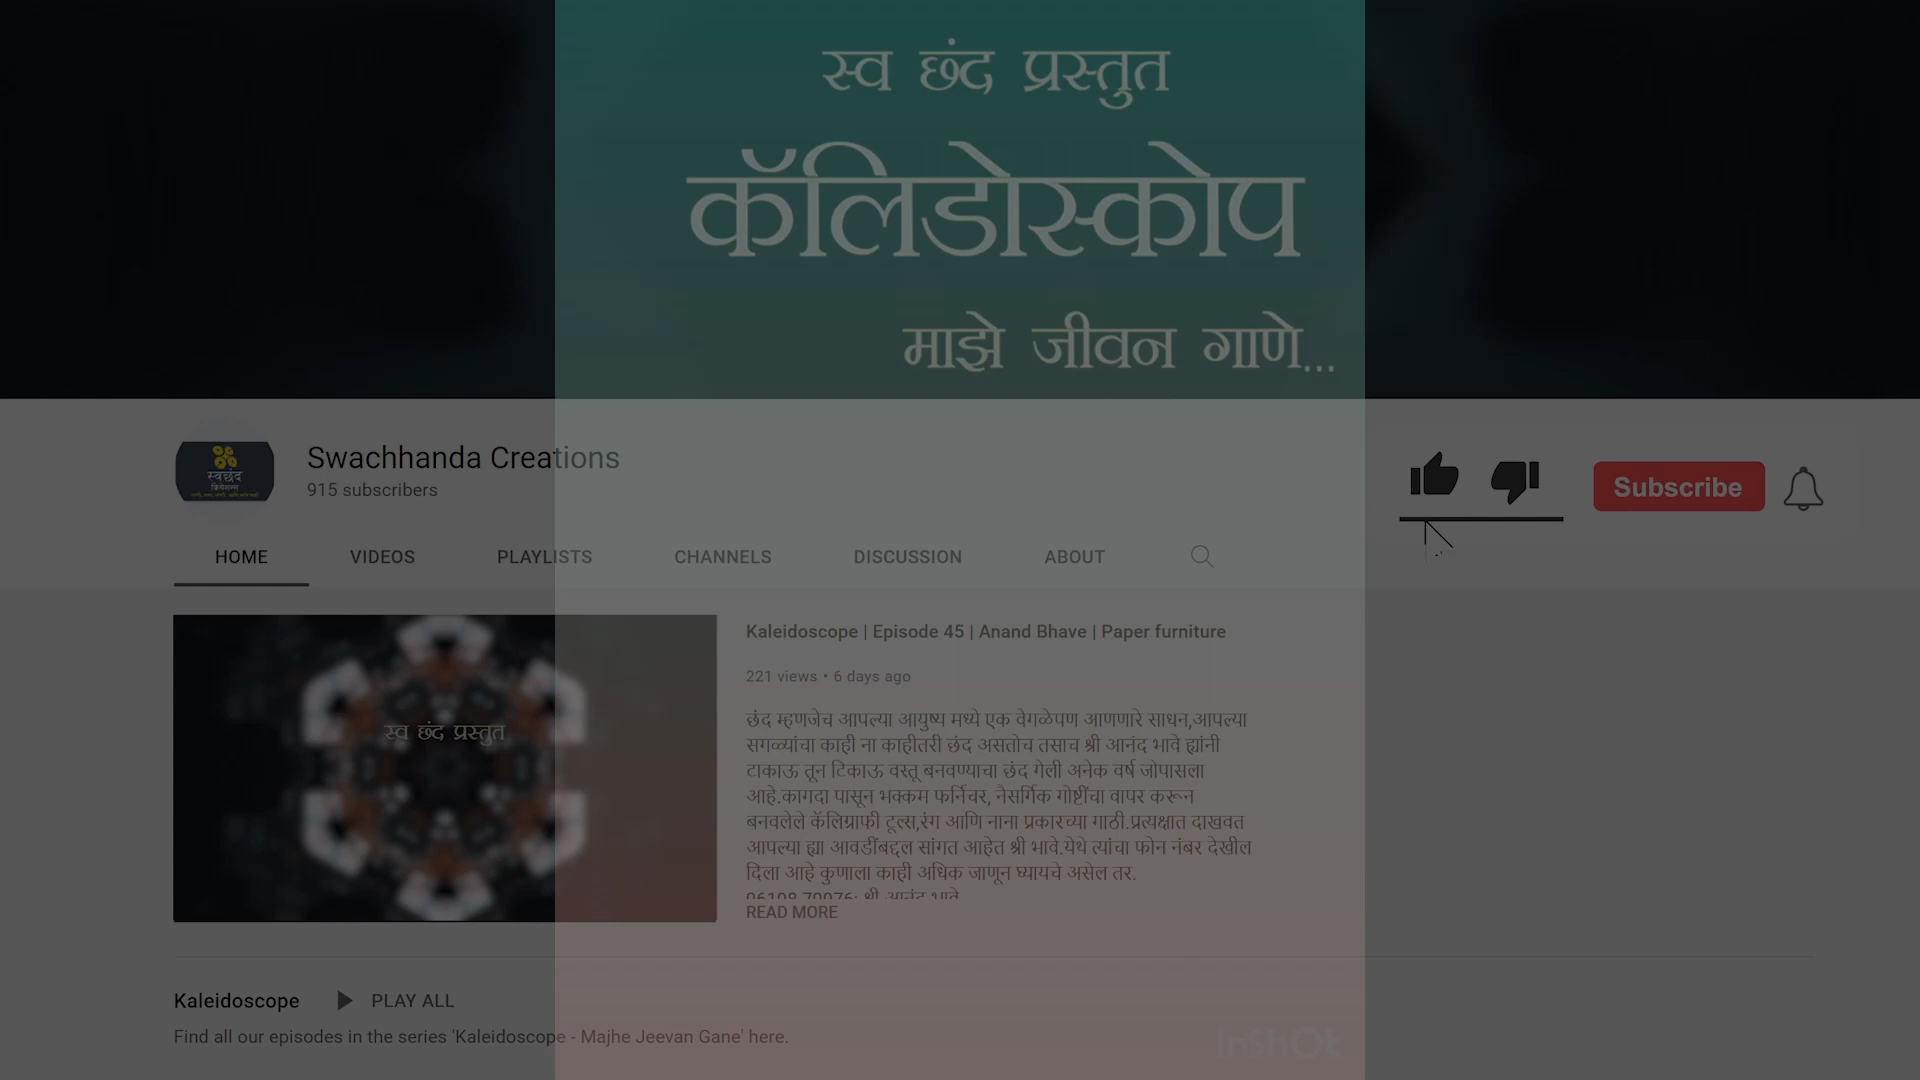 स्व छंद प्रस्तुत
कॅलिडोस्कोप
माझे जीवन गाणे...
स्वछंद
क्रियेशन्स
Swachhanda Creations
915 subscribers
Subscribe
HOME VIDEOS PLAYLISTS CHANNELS DISCUSSION ABOUT
स्व छंद प्रस्तुत
Kaleidoscope | Episode 45 | Anand Bhave | Paper furniture
221 views • 6 days ago
छंद म्हणजेच आपल्या आयुष्य मध्ये एक वेगळेपण आणणारे साधन,आपल्या
सगळ्यांचा काही ना काहीतरी छंद असतोच तसाच श्री आनंद भावे ह्यांनी
टाकाऊ तून टिकाऊ वस्तू बनवण्याचा छंद गेली अनेक वर्ष जोपासला
आहे.कागदा पासून भक्कम फर्निचर, नैसर्गिक गोष्टींचा वापर करून
बनवलेले कॅलिग्राफी टूल्स,रंग आणि नाना प्रकारच्या गाठी.प्रत्यक्षात दाखवत
आपल्या ह्या आवडींबद्दल सांगत आहेत श्री भावे.येथे त्यांचा फोन नंबर देखील
दिला आहे कुणाला काही अधिक जाणून घ्यायचे असेल तर.
श्री आनंद भावे
READ MORE
Kaleidoscope PLAY ALL
Find all our episodes in the series 'Kaleidoscope - Majhe Jeevan Gane' here.
InShOt